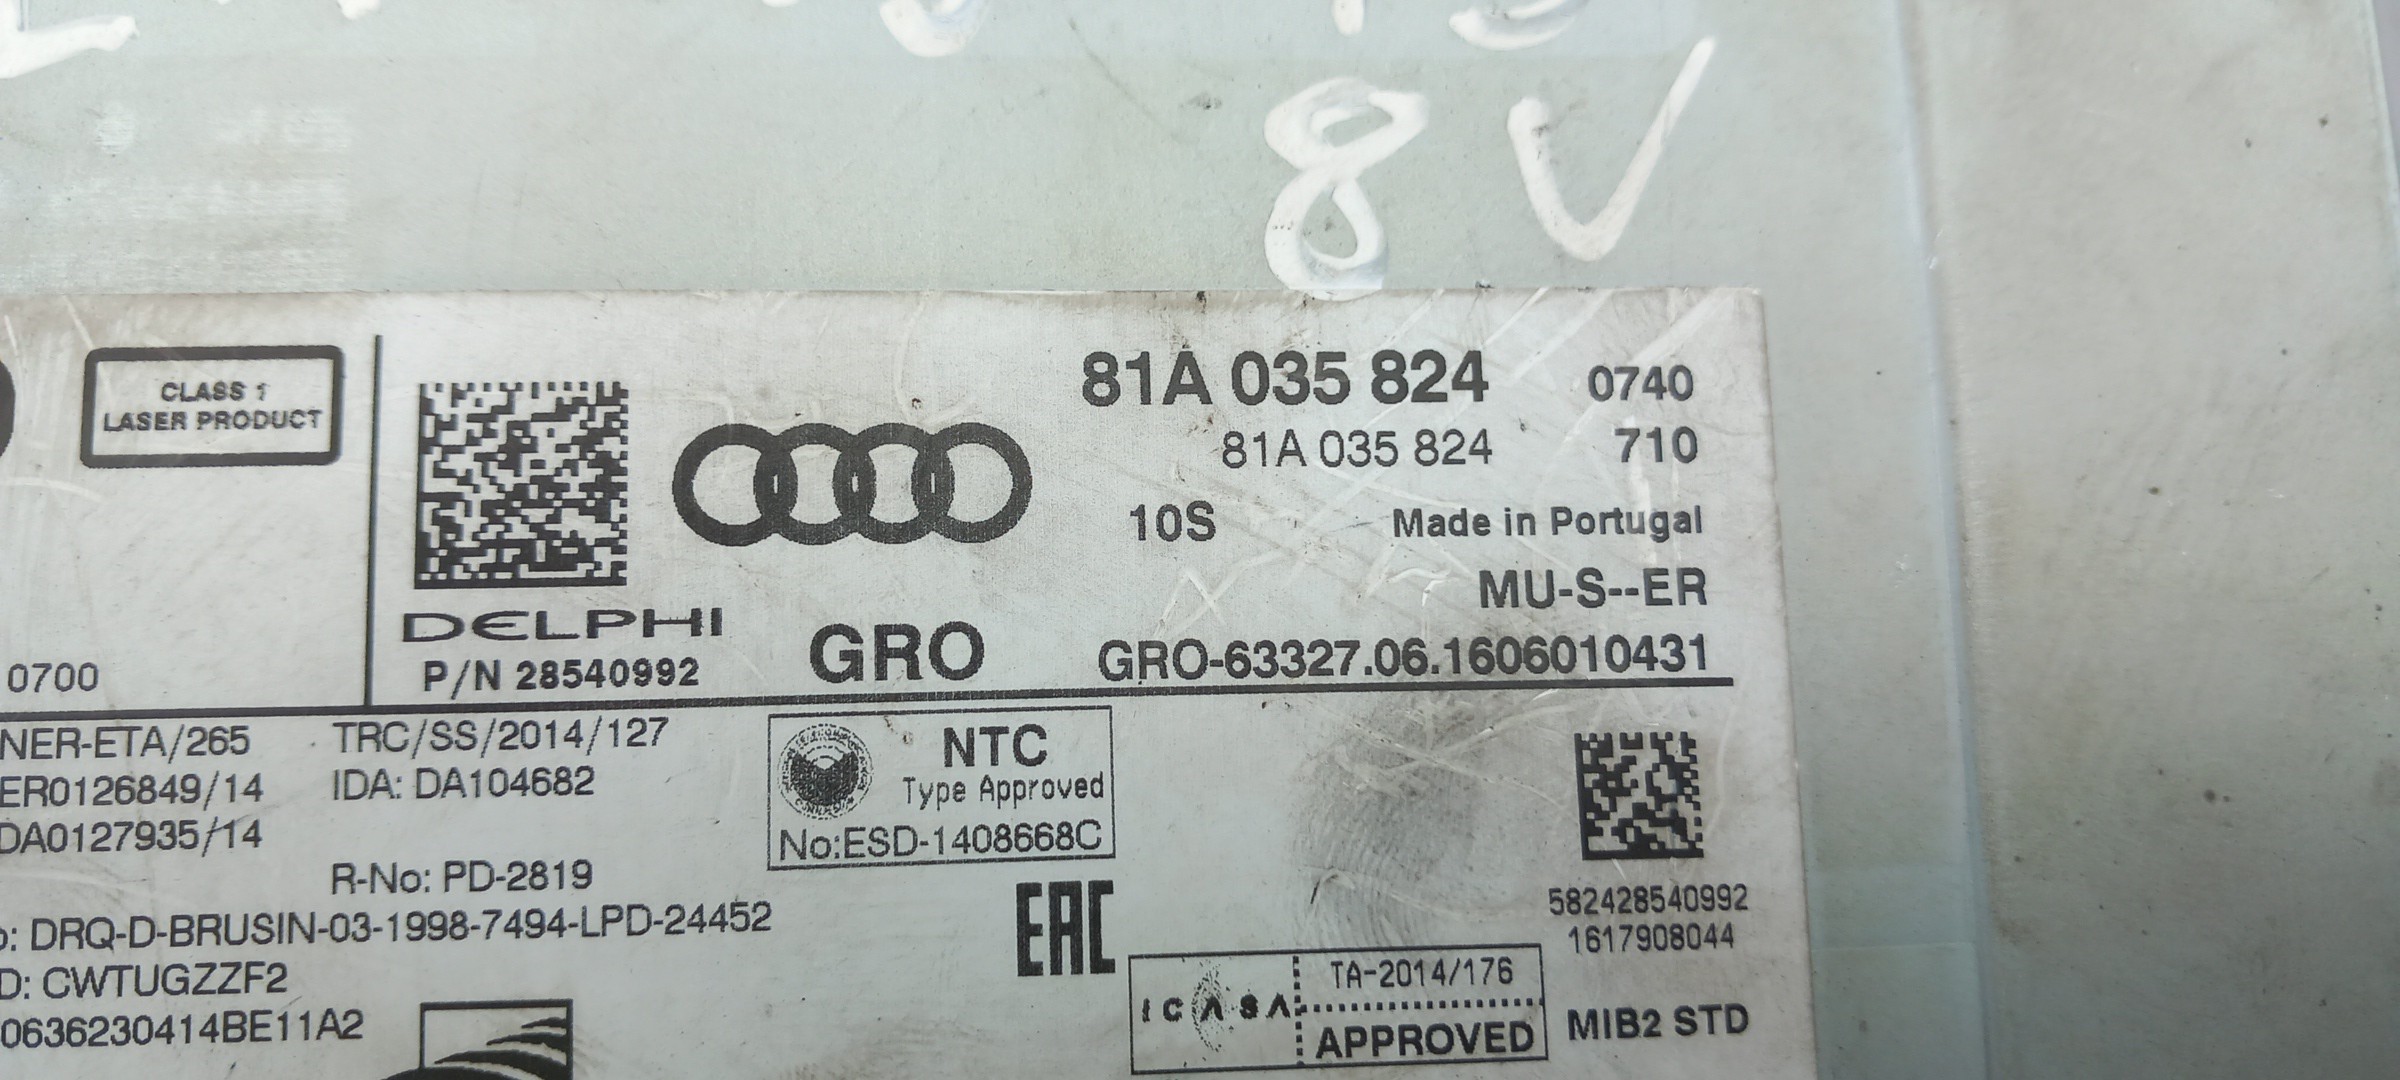 8V
CLASS 1
LASER PRODUCT
81A 035 824 0740
81A 035 824 710
10S Made in Portugal
MU-S--ER
DELPHI
P/N 28540992
GRO
GRO-63327.06.1606010431
0700
NER-ETA/265
ER0126849/14
DA0127935/14
TRC/SS/2014/127
IDA: DA104682
R-No: PD-2819
NTC
Type Approved
No:ESD-1408668C
DRQ-D-BRUSIN-03-1998-7494-LPD-24452
D: CWTUGZZF2
0636230414BE11A2
EAC
582428540992
1617908044
ICASA
TA-2014/176
APPROVED
MIB2 STD